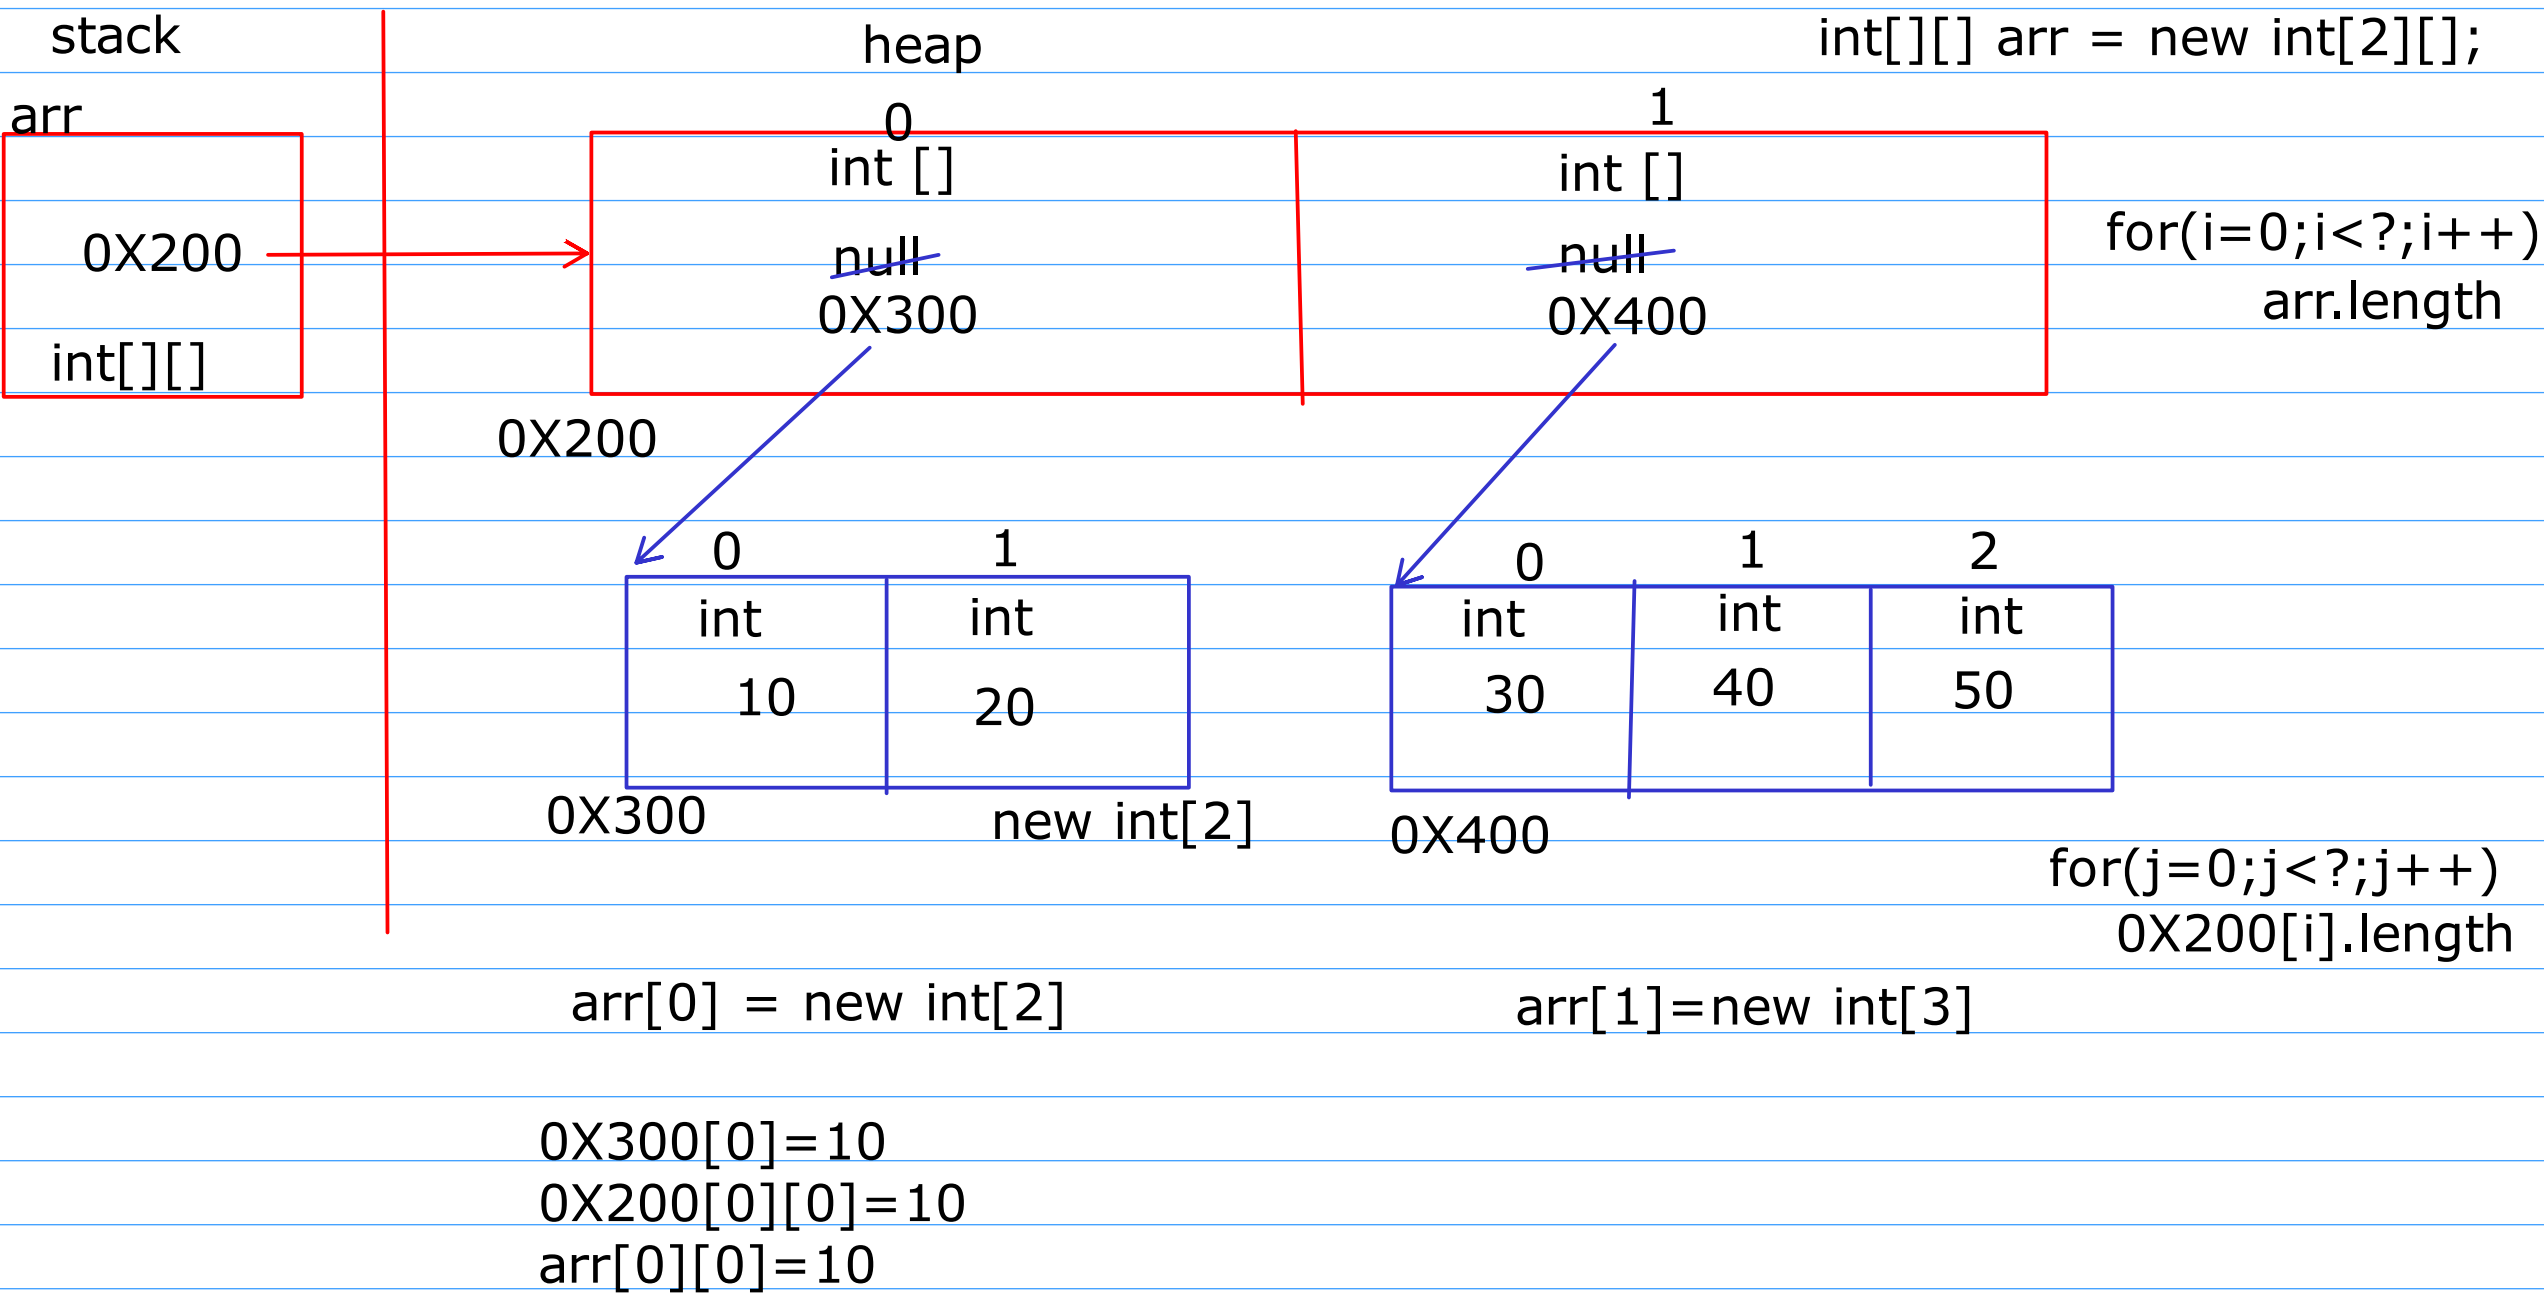 stack
heap
int[][] arr = new int[2][];
arr
0
1
int []
int []
0X200
null
null
for(i=0;i<?;i++)
0X300
0X400
arr.length
int[][]
0X200
0
1
0
1
2
int
int
int
int
int
10
20
30
40
50
0X300
new int[2]
0X400
for(j=0;j<?;j++)
0X200[i].length
arr[0] = new int[2]
arr[1]=new int[3]
0X300[0]=10
0X200[0][0]=10
arr[0][0]=10